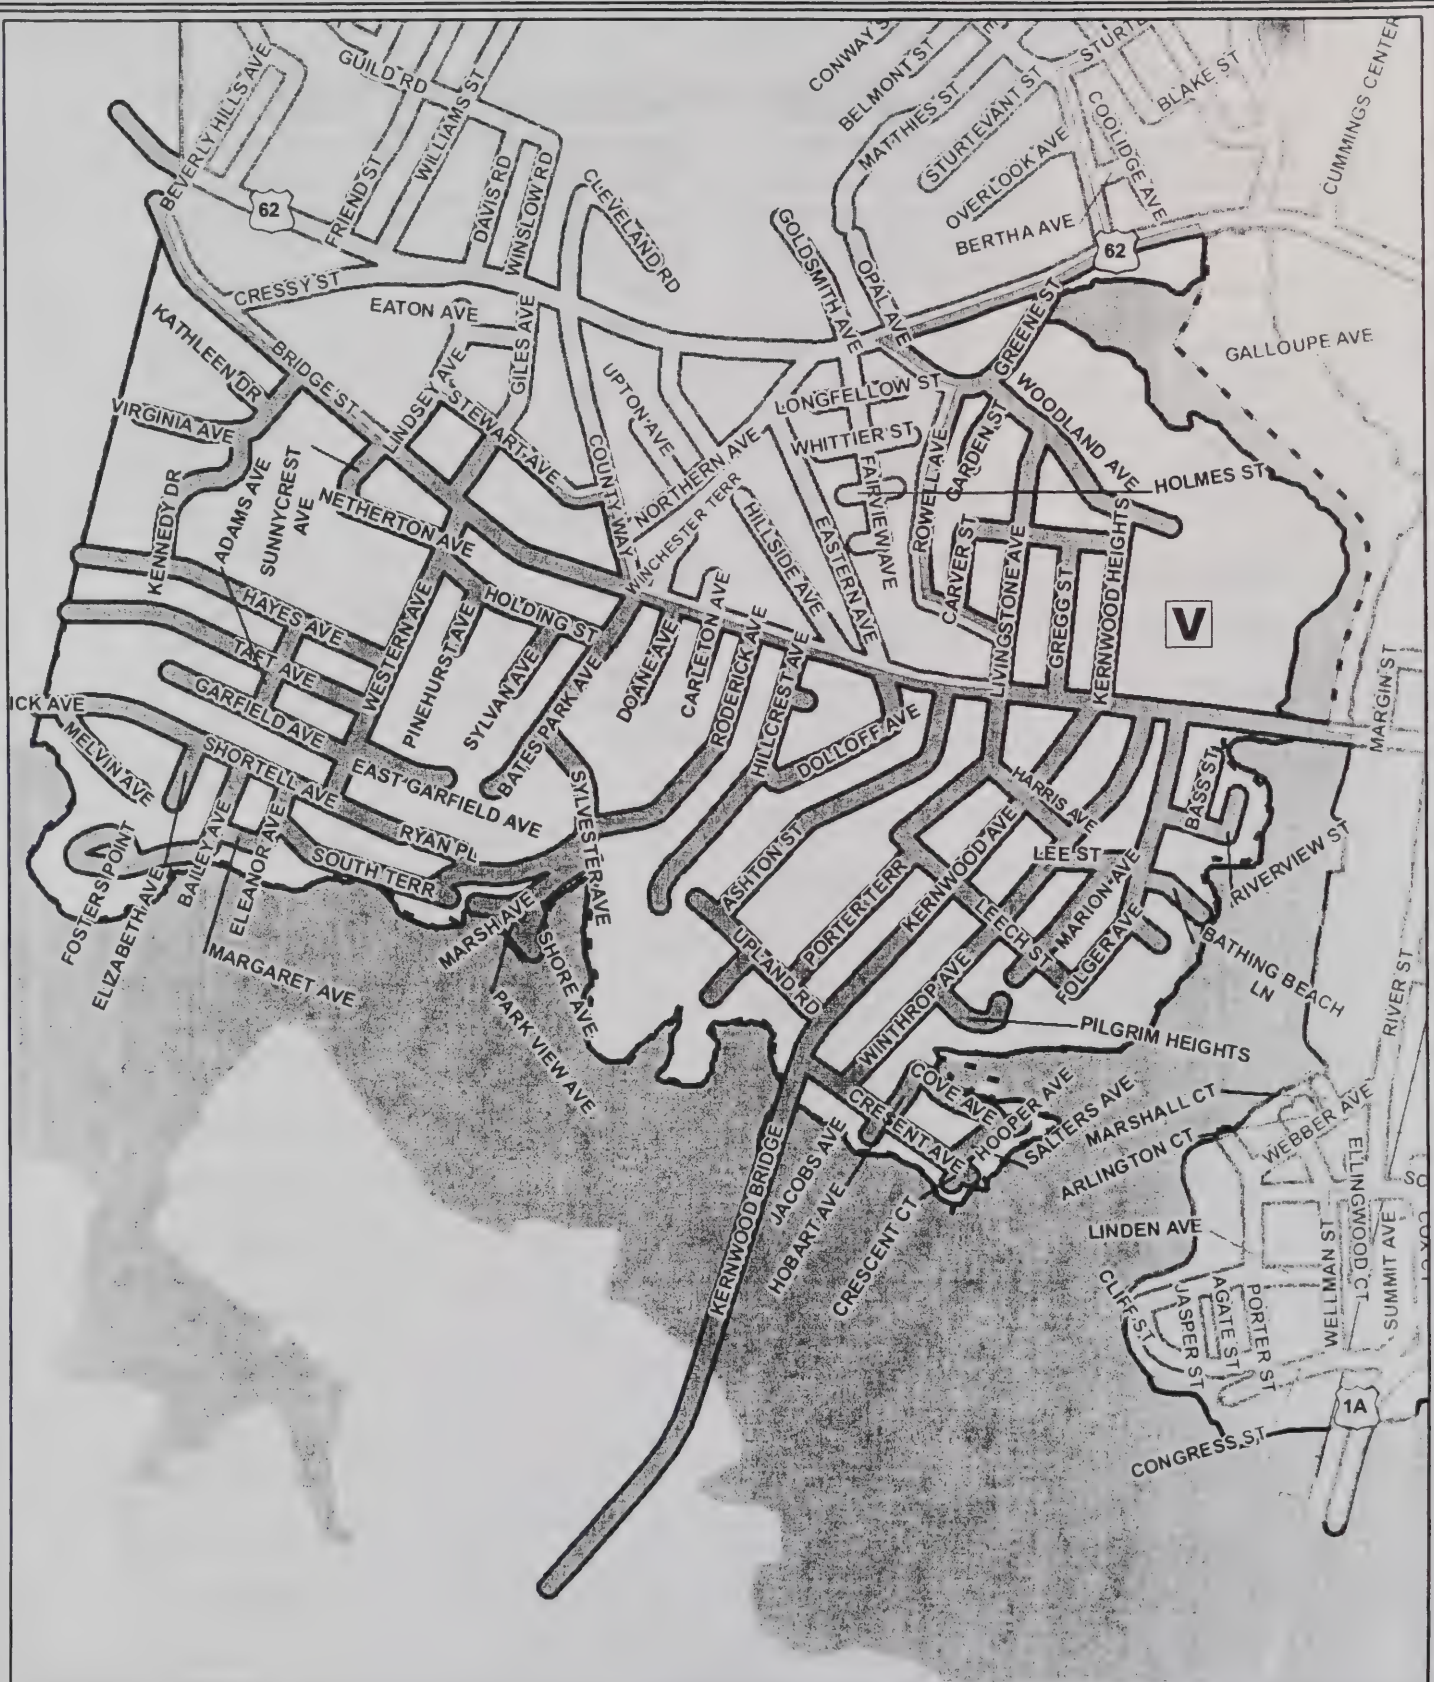 GUILD RD
BEVERLY HILLS AVE
WILLIAMS ST
FRIEND ST
DAVIS RD
WINSLOW RD
CLEVELAND RD
62
CRESSY ST
EATON AVE
GILES AVE
CONWAY S
BELMONT ST
MATTHIES ST
STURTEVANT ST
STURTE
OVERLOOK AVE
BERTHA AVE
COOLIDGE AVE
BLAKE ST
CUMMINGS CENTER
62
GOLDSMITH AVE
OPAL AVE
GREENE ST
GALLOUPE AVE
KATHLEEN DR
BRIDGE ST
VIRGINIA AVE
LINDSEY AVE
STEWART AVE
UPTON AVE
COUNTY WAY
NORTHERN AVE
WINCHESTER TERR
HILLSIDE AVE
EASTERN AVE
LONGFELLOW ST
WHITTIER ST
FAIRVIEW AVE
ROWELL AVE
GARDEN ST
WOODLAND AVE
HOLMES ST
KENNEDY DR
ADAMS AVE
SUNNYCREST
AVE
NETHERTON AVE
HAYES AVE
TAFT AVE
WESTERN AVE
HOLDING ST
PINEHURST AVE
SYLVAN AVE
BATES PARK AVE
DOANE AVE
CARLETON AVE
RODERICK AVE
HILLCREST AVE
DOLLOFF AVE
CARVER ST
LIVINGSTONE AVE
GREGG ST
KERNWOOD HEIGHTS
V
MARGIN ST
ICK AVE
MELVIN AVE
GARFIELD AVE
EAST GARFIELD AVE
SHORTELL AVE
RYAN PL
SOUTH TERR
FOSTERS POINT
ELIZABETH AVE
BAILEY AVE
ELEANOR AVE
MARGARET AVE
MARSH AVE
SYLVESTER AVE
SHORE AVE
PARK VIEW AVE
ASHTON ST
UPLAND RD
PORTER TERR
KERNWOOD AVE
HARRIS AVE
LEE ST
LEECH ST
MARION AVE
FOLGER AVE
BASS ST
RIVERVIEW ST
BATHING BEACH
LN
RIVER ST
WINTHROP AVE
PILGRIM HEIGHTS
COVE AVE
HOOPER AVE
SALTERS AVE
CRESENT AVE
JACOBS AVE
HOBART AVE
CRESCENT CT
KERNWOOD BRIDGE
MARSHALL CT
ARLINGTON CT
WEBBER AVE
LINDEN AVE
CLIFF ST
JASPER ST
AGATE ST
PORTER ST
WELLMAN ST
ELLINGWOOD CT
SUMMIT AVE
SO
COX CT
CONGRESS ST
1A